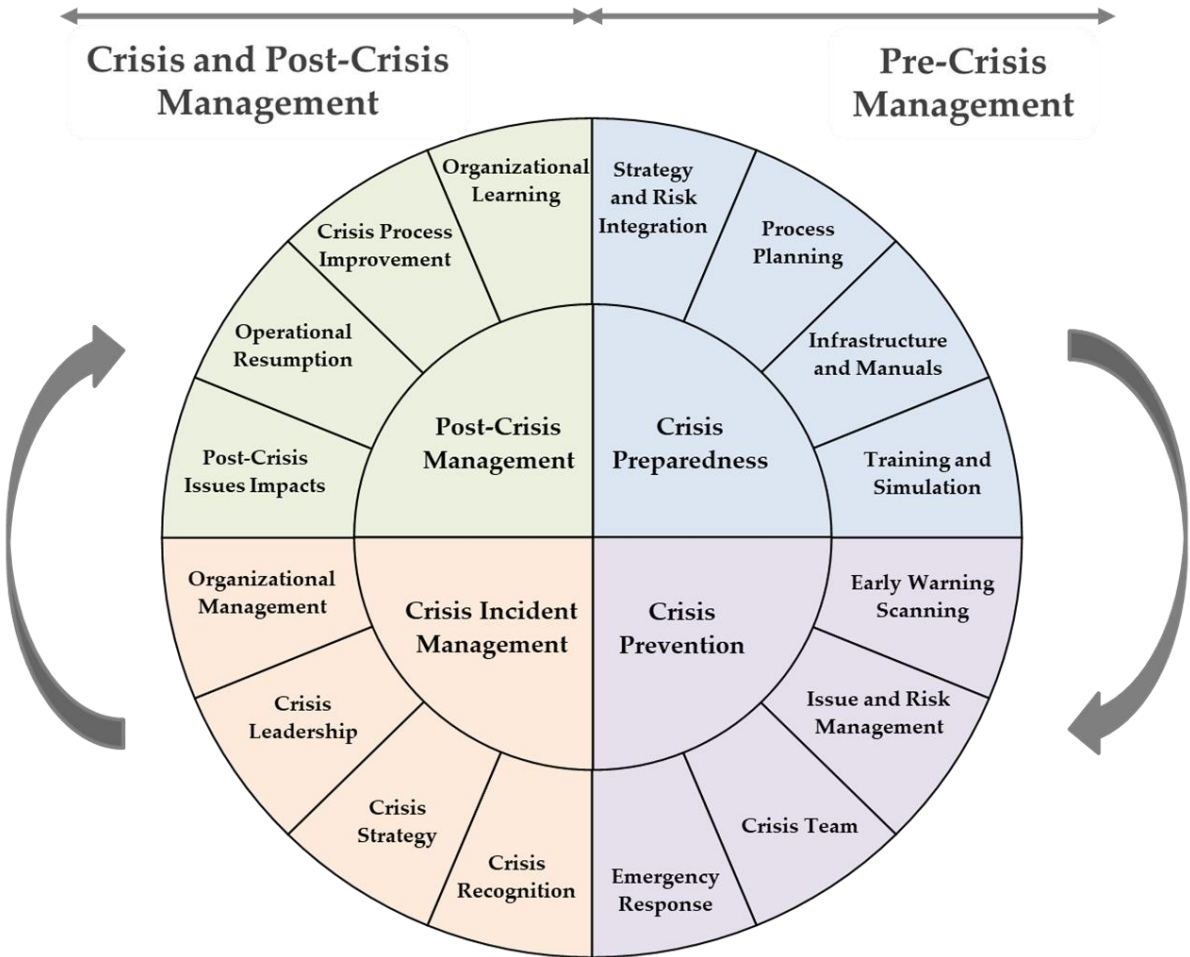 Crisis and Post-Crisis
Management
Pre-Crisis
Management
Organizational
Learning
Strategy
and Risk
Integration
Crisis Process
Improvement
Process
Planning
Operational
Resumption
Infrastructure
and Manuals
Post-Crisis
Issues Impacts
Post-Crisis
Management
Crisis
Preparedness
Training and
Simulation
Organizational
Management
Crisis Incident
Management
Crisis
Prevention
Early Warning
Scanning
Crisis
Leadership
Issue and Risk
Management
Crisis
Strategy
Crisis Team
Crisis
Recognition
Emergency
Response